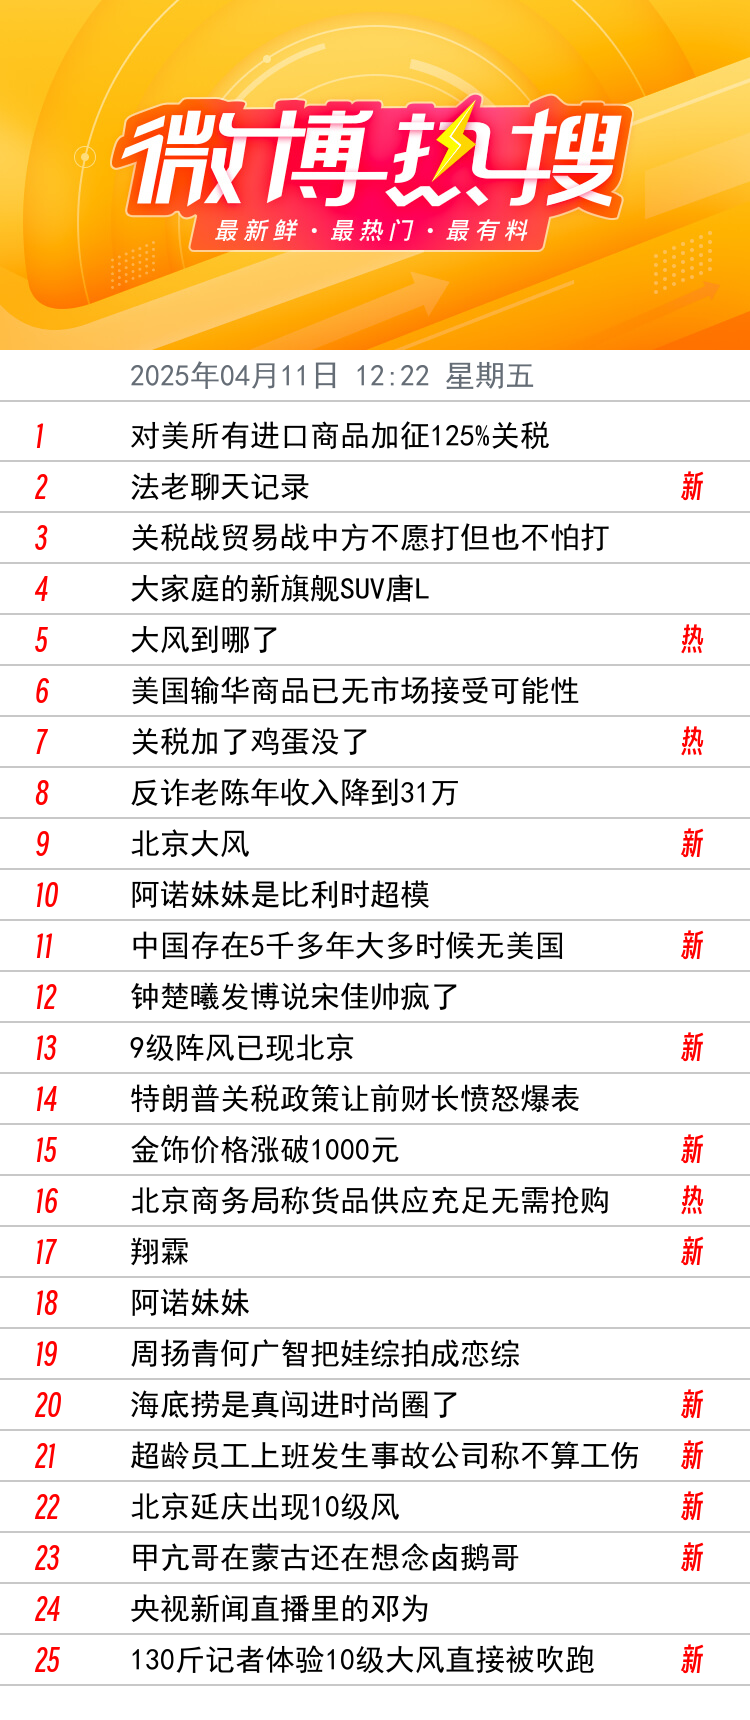 微博热搜
最新鲜·最热门·最有料
2025年04月11日 12:22 星期五
1 对美所有进口商品加征125%关税
2 法老聊天记录 新
3 关税战贸易战中方不愿打但也不怕打
4 大家庭的新旗舰SUV唐L
5 大风到哪了 热
6 美国输华商品已无市场接受可能性
7 关税加了鸡蛋没了 热
8 反诈老陈年收入降到31万
9 北京大风 新
10 阿诺妹妹是比利时超模
11 中国存在5千多年大多时候无美国 新
12 钟楚曦发博说宋佳帅疯了
13 9级阵风已现北京 新
14 特朗普关税政策让前财长愤怒爆表
15 金饰价格涨破1000元 新
16 北京商务局称货品供应充足无需抢购 热
17 翔霖 新
18 阿诺妹妹
19 周扬青何广智把娃综拍成恋综
20 海底捞是真闯进时尚圈了 新
21 超龄员工上班发生事故公司称不算工伤 新
22 北京延庆出现10级风 新
23 甲亢哥在蒙古还在想念卤鹅哥 新
24 央视新闻直播里的邓为
25 130斤记者体验10级大风直接被吹跑 新